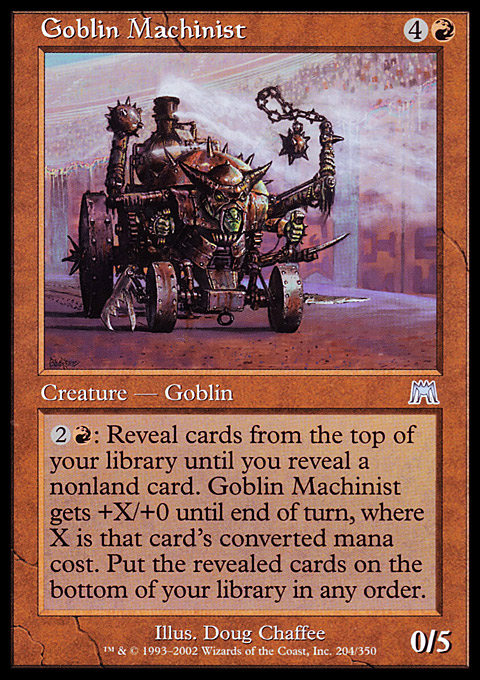 Goblin Machinist 4
Creature — Goblin
2 : Reveal cards from the top of
your library until you reveal a
nonland card. Goblin Machinist
gets +X/+0 until end of turn, where
X is that card's converted mana
cost. Put the revealed cards on the
bottom of your library in any order.
Illus. Doug Chaffee
™ & © 1993–2002 Wizards of the Coast, Inc. 204/350
0/5